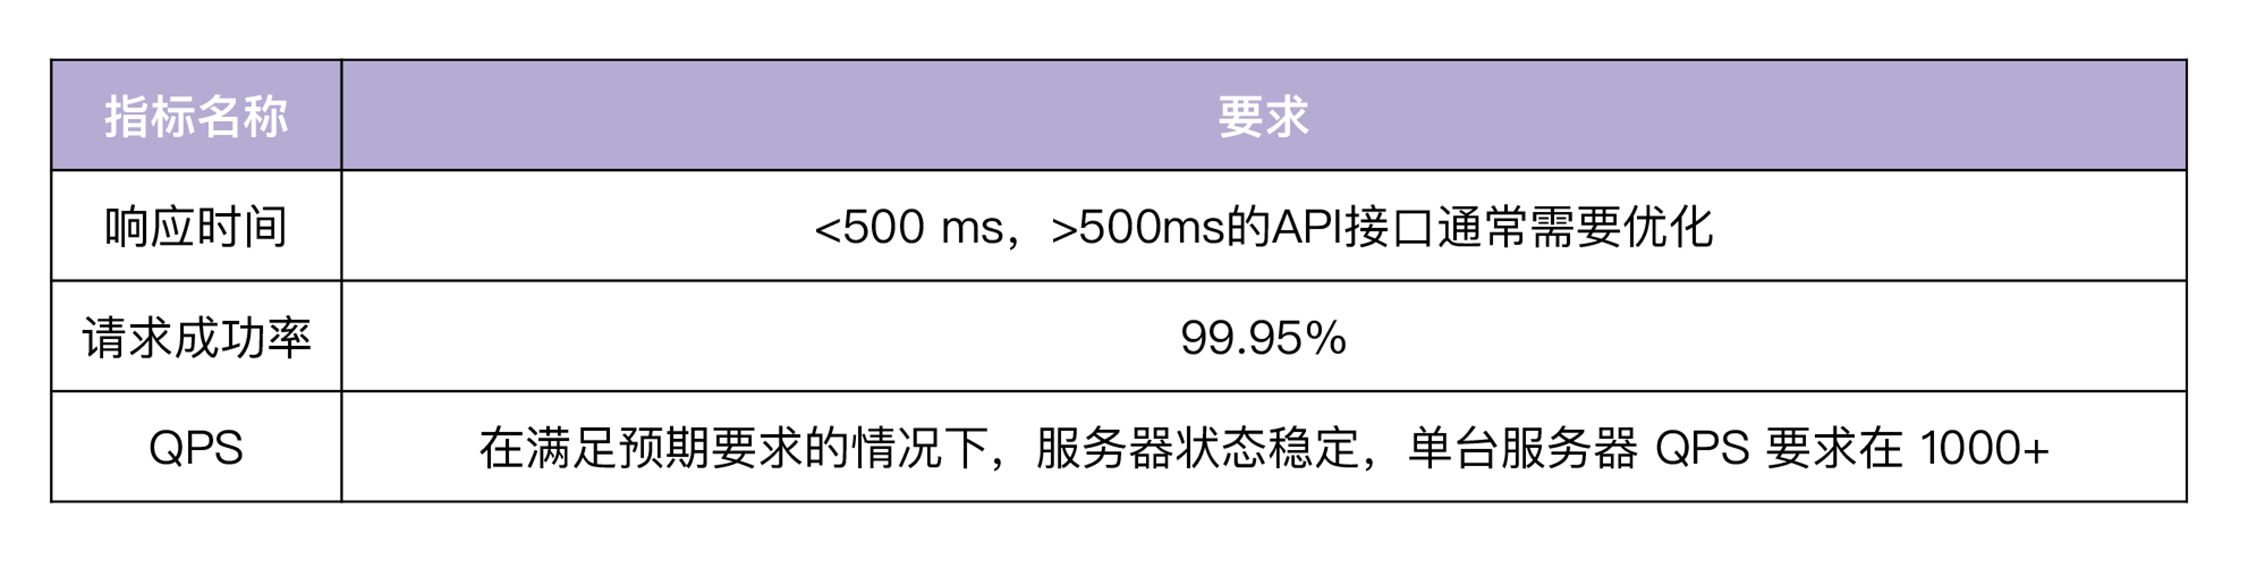 指标名称 要求
响应时间 <500 ms，>500ms的API接口通常需要优化
请求成功率 99.95%
QPS 在满足预期要求的情况下，服务器状态稳定，单台服务器 QPS 要求在 1000+